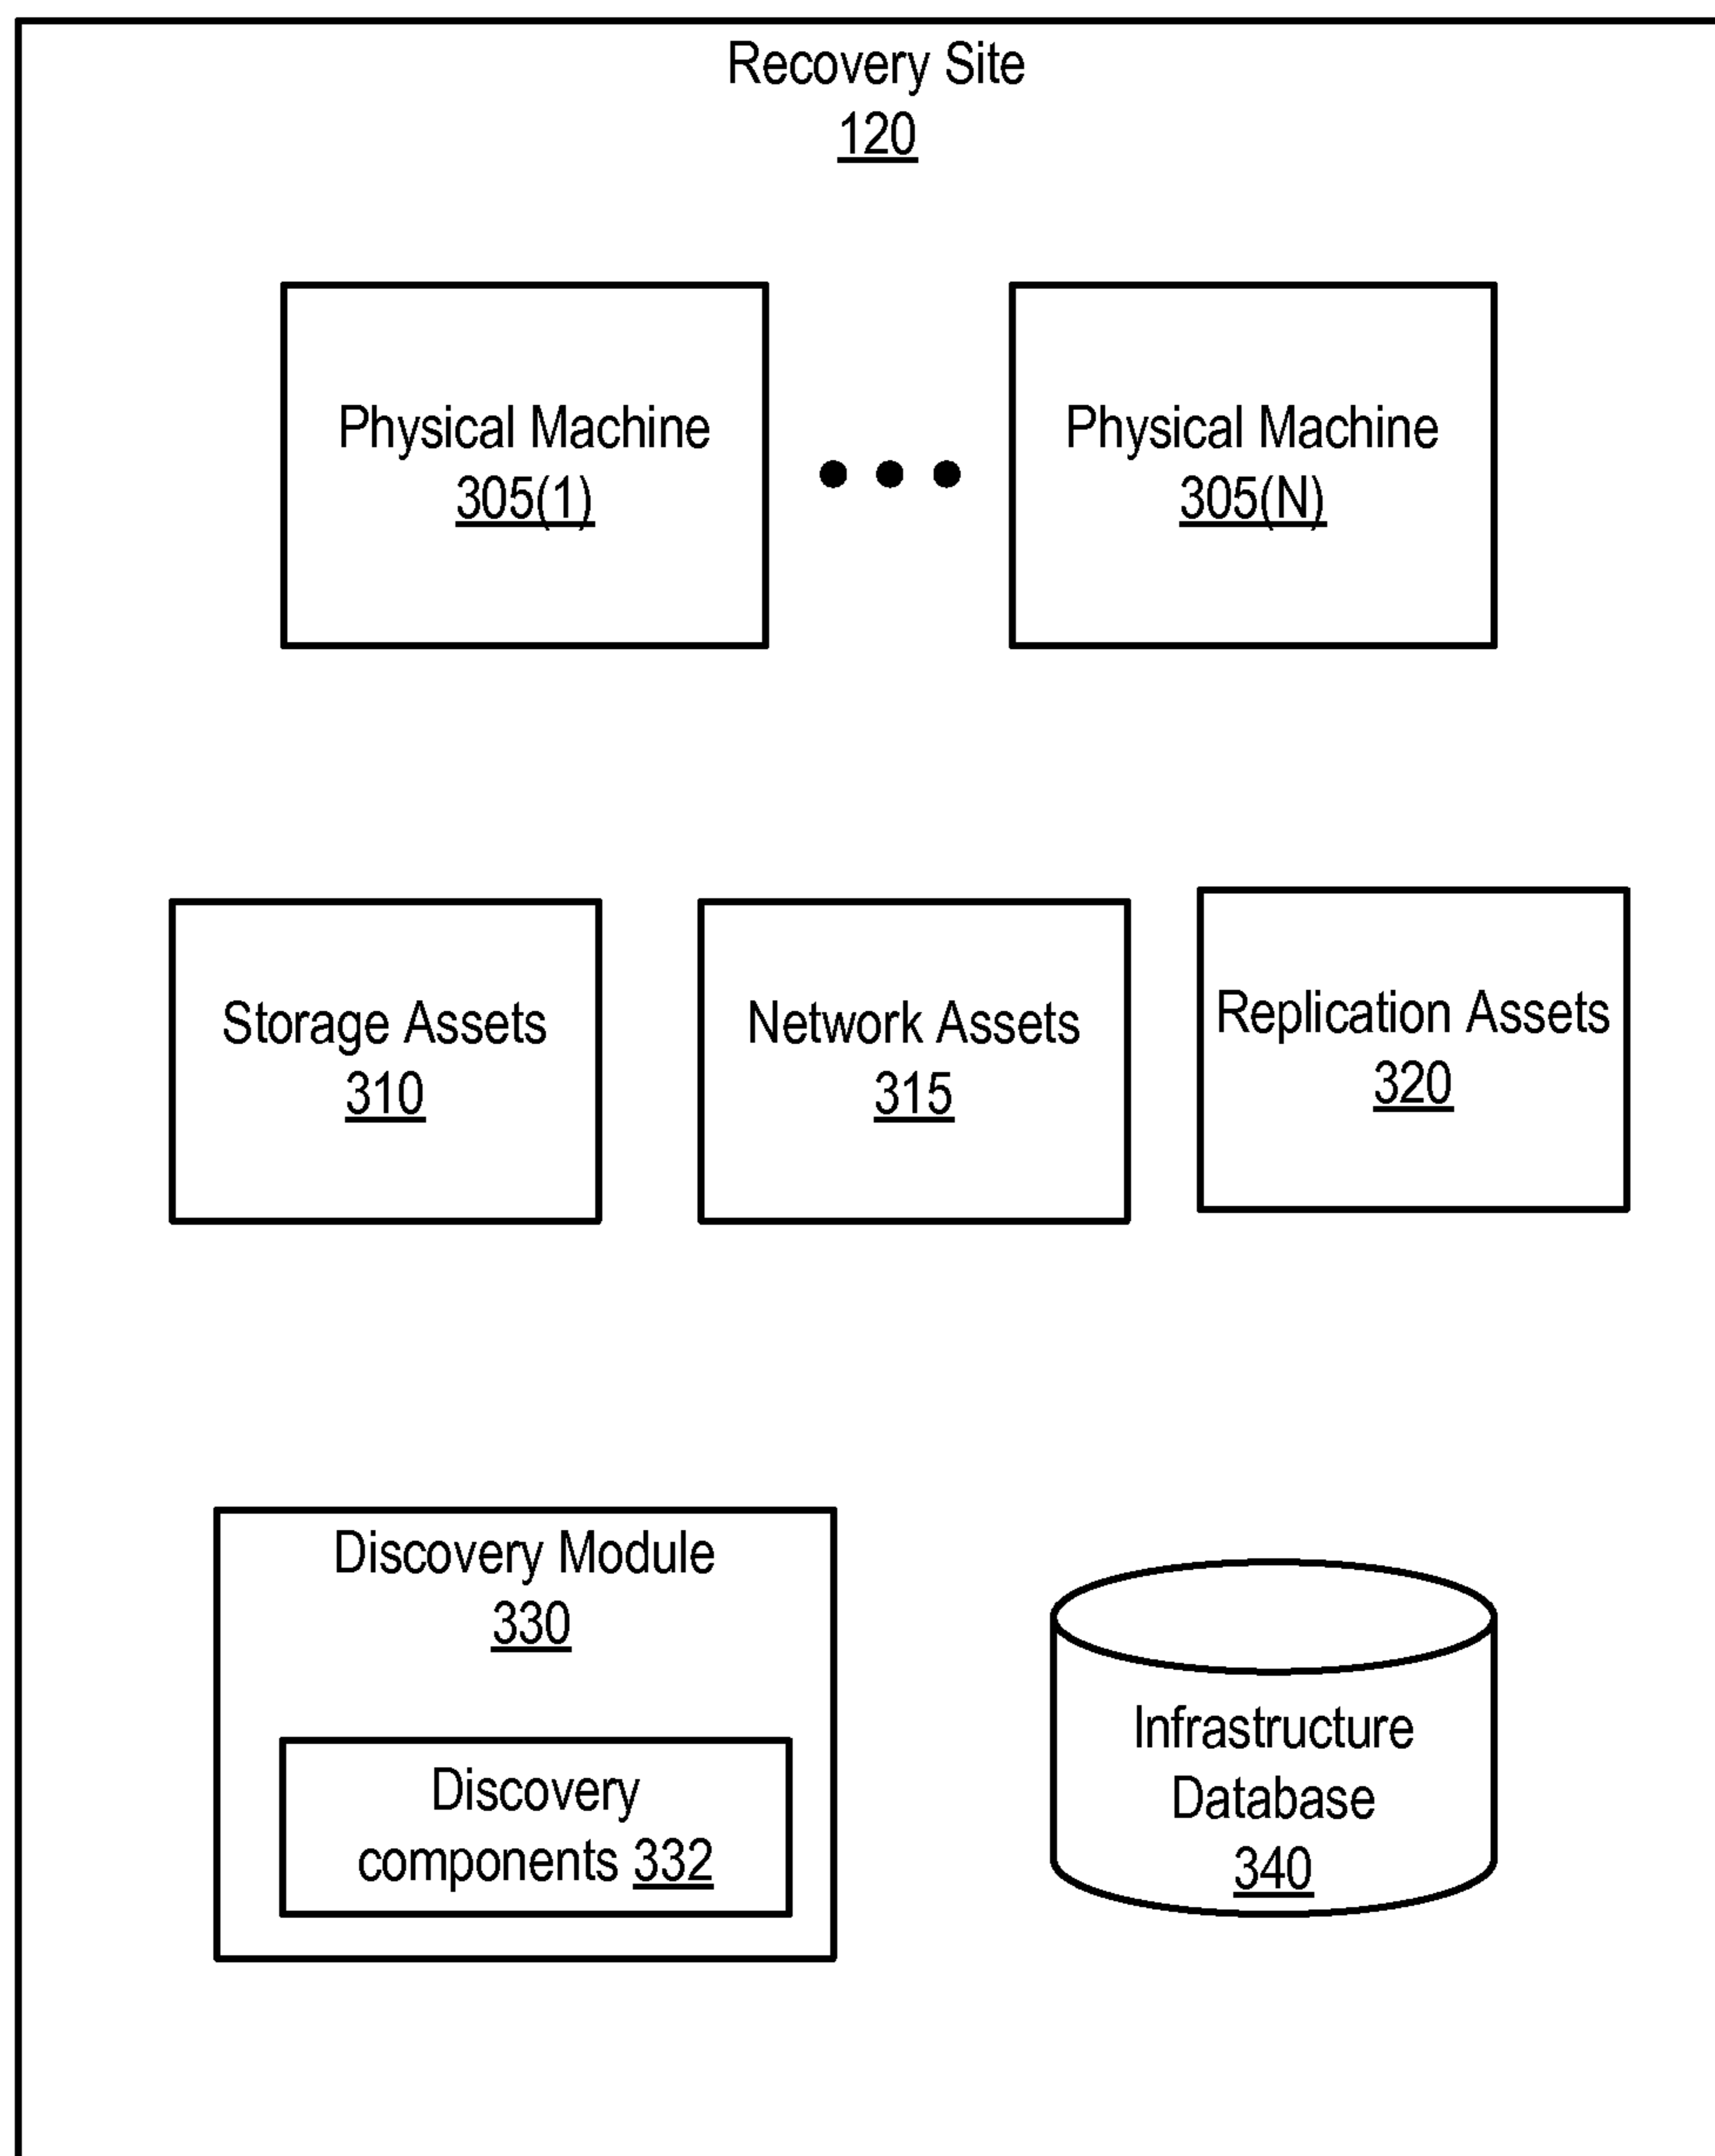 Recovery Site
120
Physical Machine
305(1)
Physical Machine
305(N)
Storage Assets
310
Network Assets
315
Replication Assets
320
Discovery Module
330
Discovery
components 332
Infrastructure
Database
340